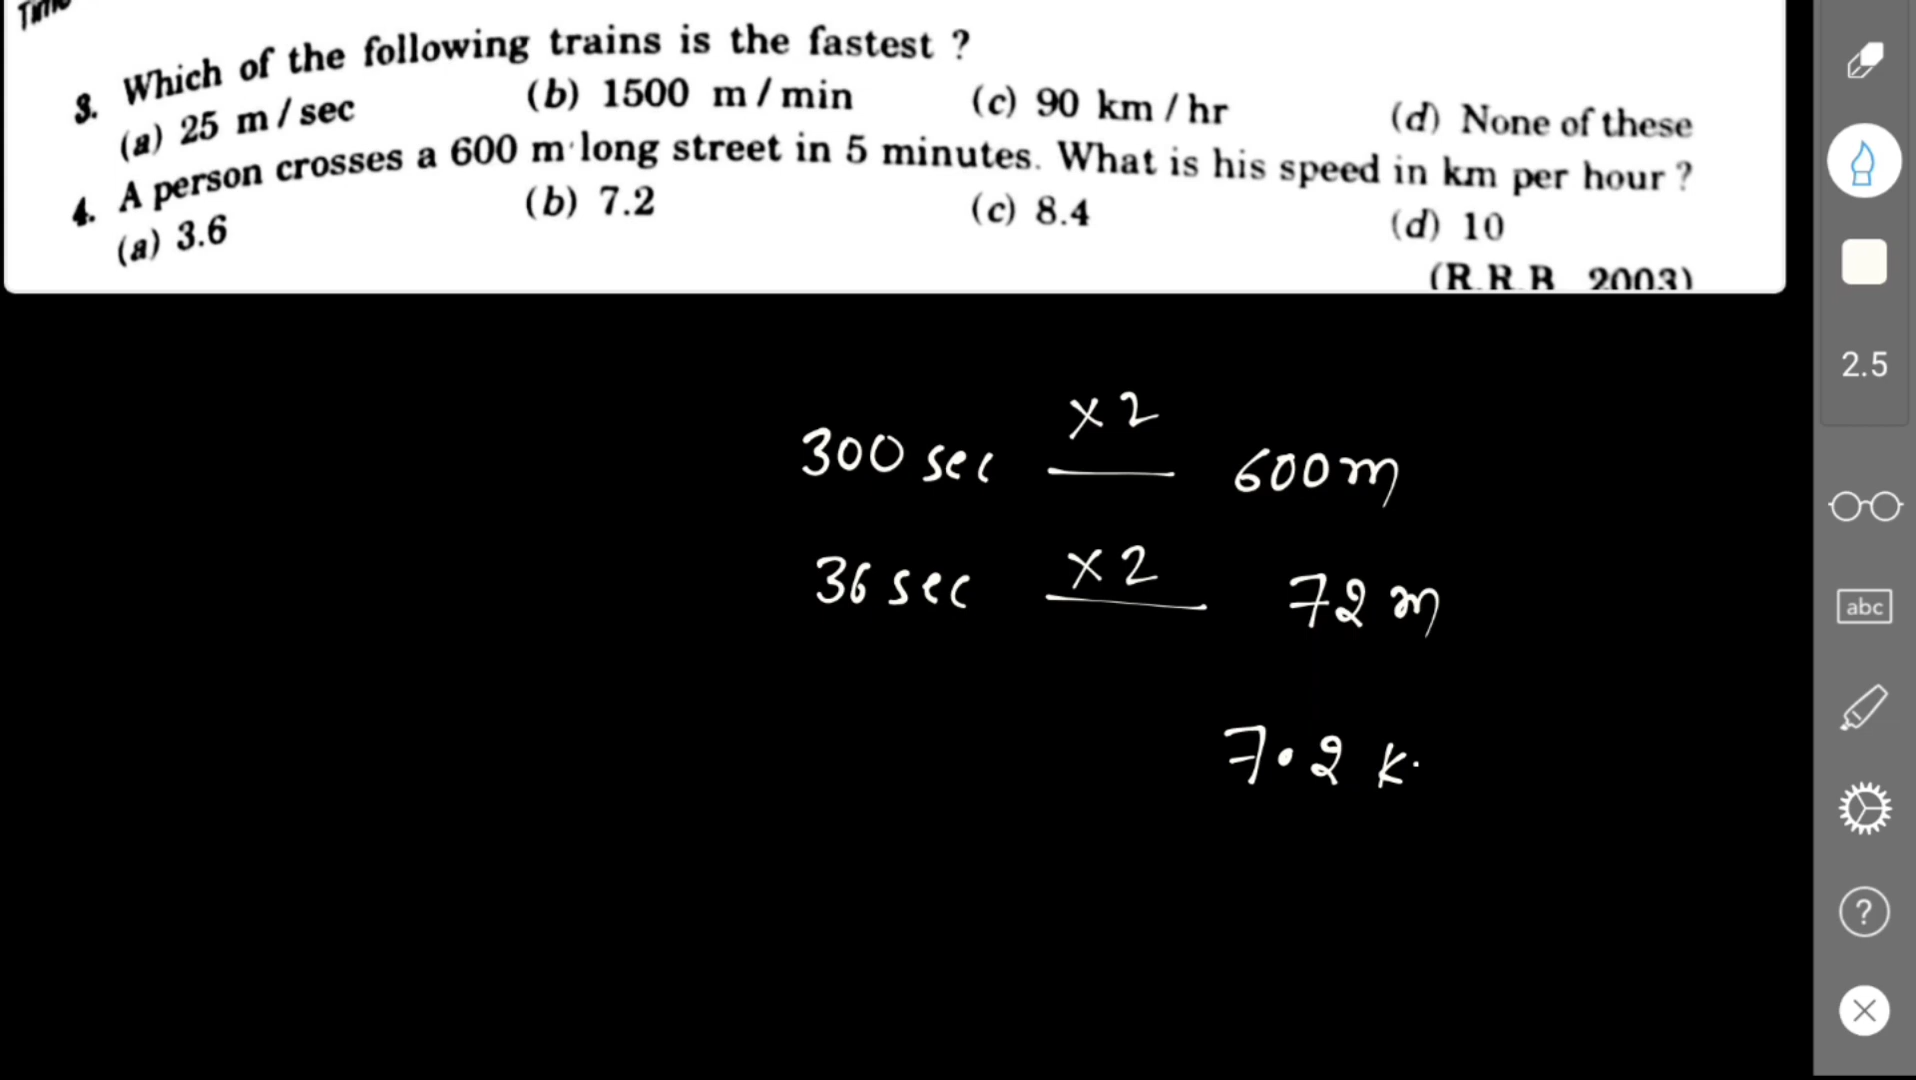 Time
3. Which of the following trains is the fastest ?
(a) 25 m / sec (b) 1500 m / min (c) 90 km / hr (d) None of these
4. A person crosses a 600 m long street in 5 minutes. What is his speed in km per hour ?
(a) 3.6 (b) 7.2 (c) 8.4 (d) 10
(R.R.B. 2003)
300 sec ×2 600 m
36 sec ×2 72 m
7.2 k.
2.5
abc
?